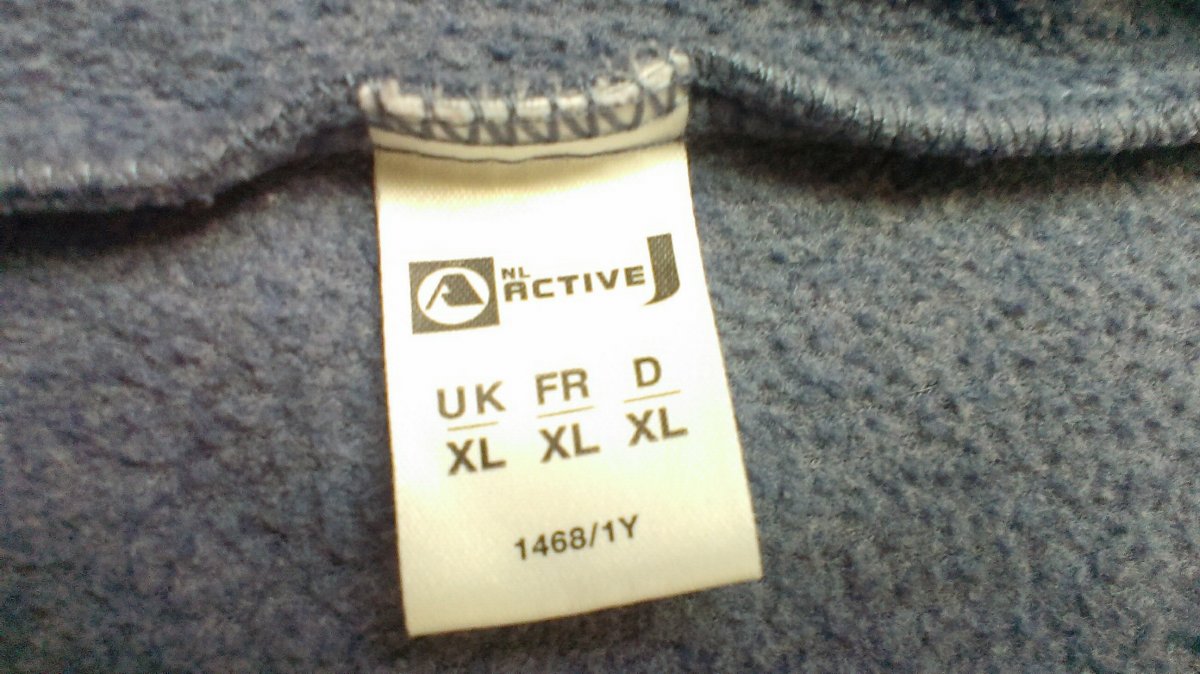 NL
ACTIVE J
UK FR D
XL XL XL
1468/1Y